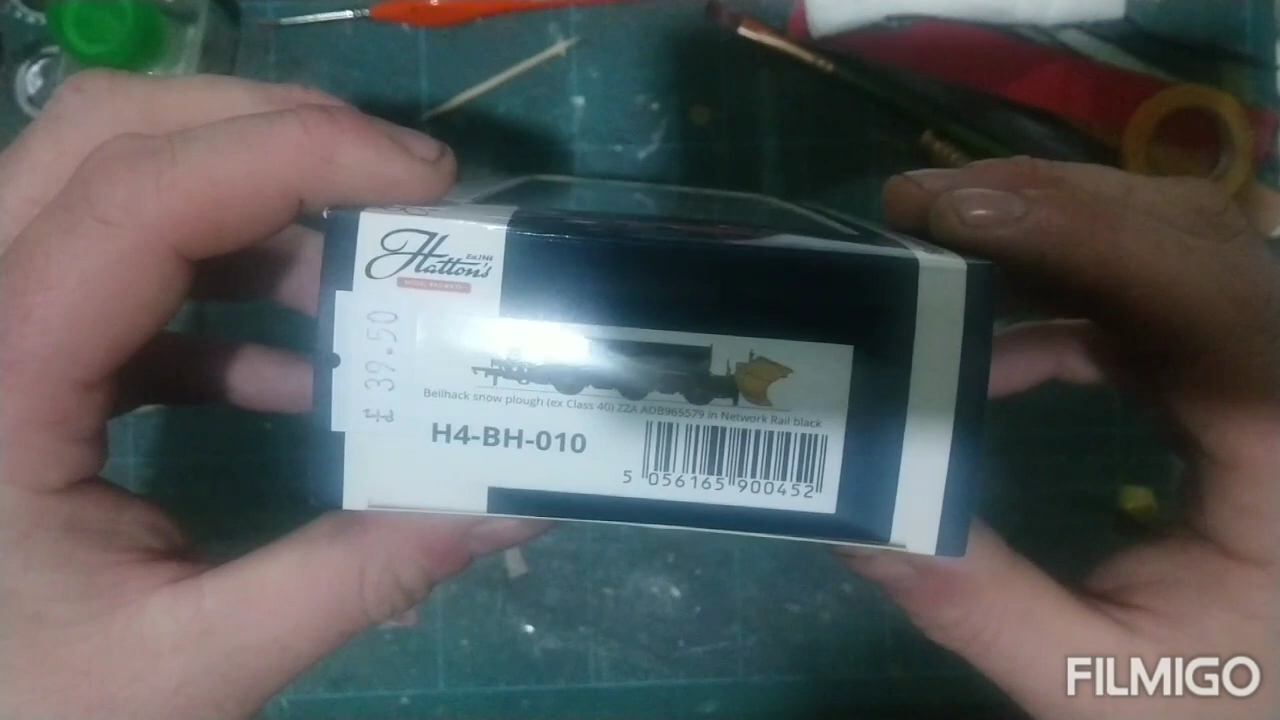 Hatton's
Est.1946
MODEL RAILWAYS
£39.50
Beilhack snow plough (ex Class 40) ZZA ADB965579 in Network Rail black
H4-BH-010
5 056165 900452
FILMIGO